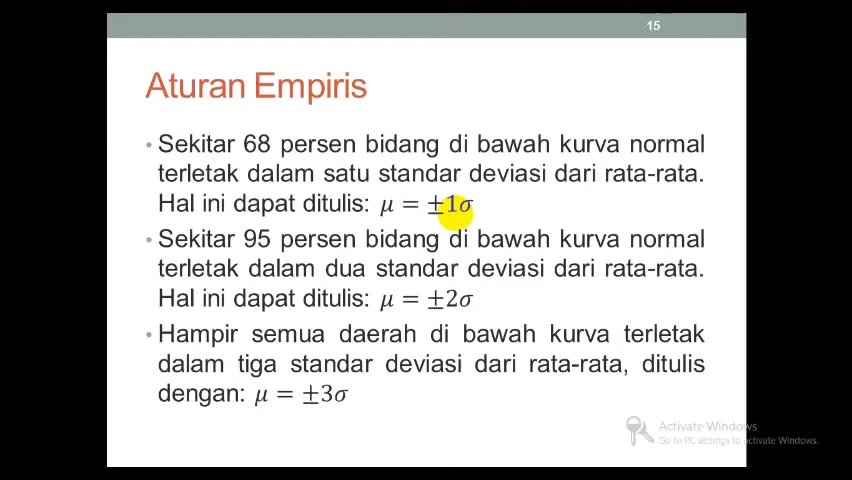 15
Aturan Empiris
• Sekitar 68 persen bidang di bawah kurva normal
terletak dalam satu standar deviasi dari rata-rata.
Hal ini dapat ditulis: μ = ±1σ
• Sekitar 95 persen bidang di bawah kurva normal
terletak dalam dua standar deviasi dari rata-rata.
Hal ini dapat ditulis: μ = ±2σ
• Hampir semua daerah di bawah kurva terletak
dalam tiga standar deviasi dari rata-rata, ditulis
dengan: μ = ±3σ
Activate Windows
Go to PC settings to activate Windows.